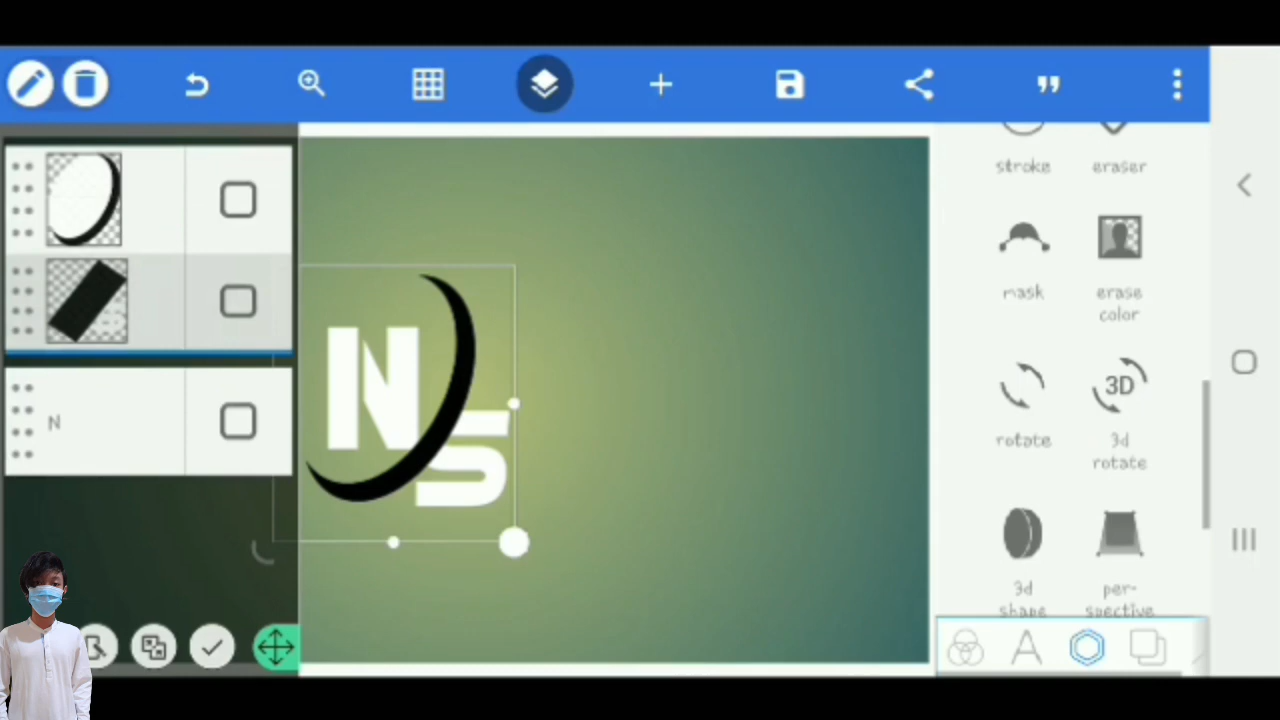 stroke eraser
N
mask erase
color
N
S
rotate 3d
rotate
3D
3d per-
shape spective
A